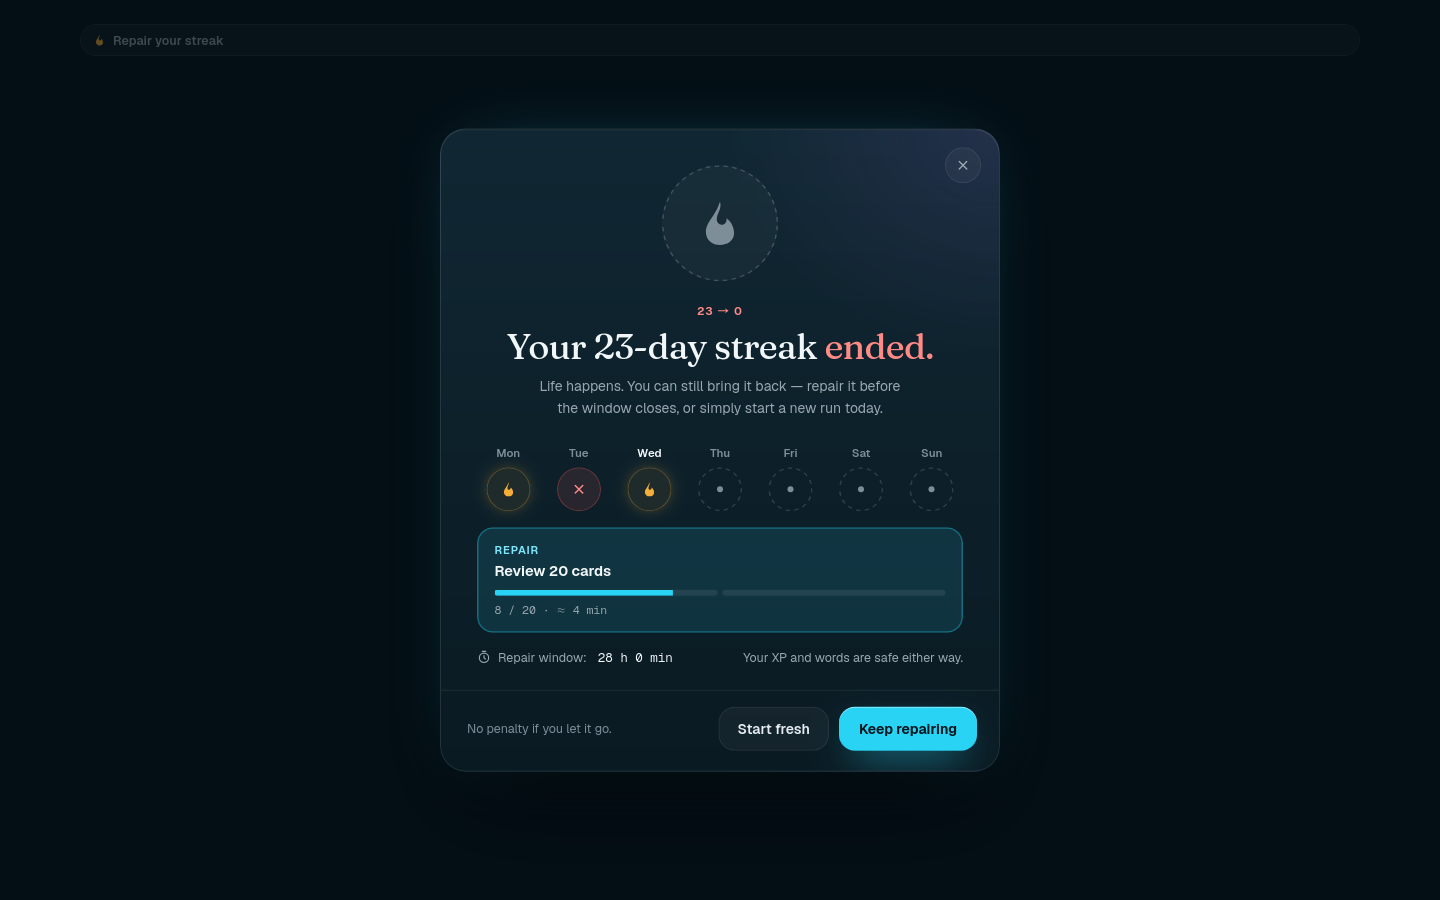 Repair your streak
23 → 0
Your 23-day streak ended.
Life happens. You can still bring it back — repair it before
the window closes, or simply start a new run today.
Mon Tue Wed Thu Fri Sat Sun
REPAIR
Review 20 cards
8 / 20 · ≈ 4 min
Repair window: 28 h 0 min
Your XP and words are safe either way.
No penalty if you let it go.
Start fresh
Keep repairing